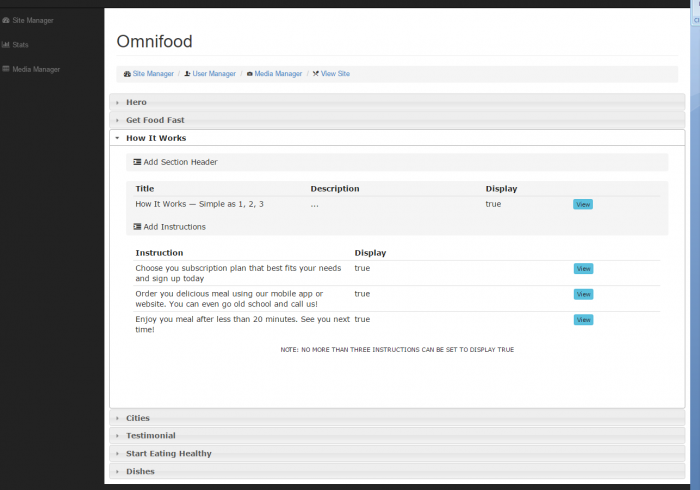 Site Manager
Stats
Media Manager
Omnifood
Site Manager / User Manager / Media Manager / View Site
Hero
Get Food Fast
How It Works
Add Section Header
Title Description Display
How It Works — Simple as 1, 2, 3 ... true View
Add Instructions
Instruction Display
Choose you subscription plan that best fits your needs true View
and sign up today
Order you delicious meal using our mobile app or true View
website. You can even go old school and call us!
Enjoy you meal after less than 20 minutes. See you next true View
time!
NOTE: NO MORE THAN THREE INSTRUCTIONS CAN BE SET TO DISPLAY TRUE
Cities
Testimonial
Start Eating Healthy
Dishes